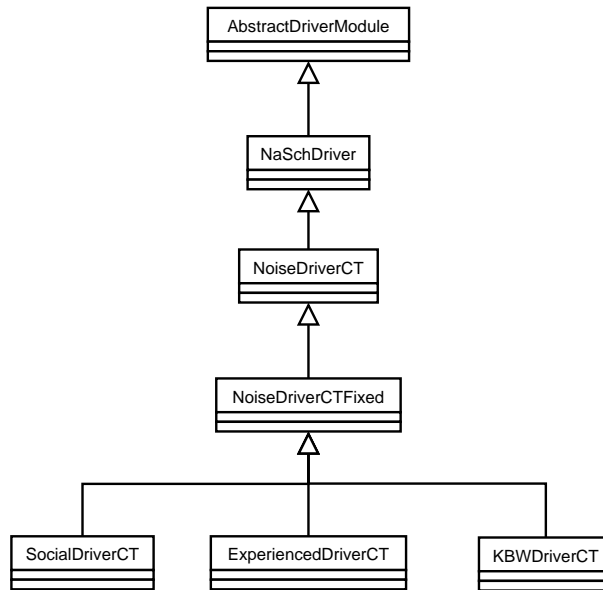 AbstractDriverModule
NaSchDriver
NoiseDriverCT
NoiseDriverCTFixed
SocialDriverCT
ExperiencedDriverCT
KBWDriverCT